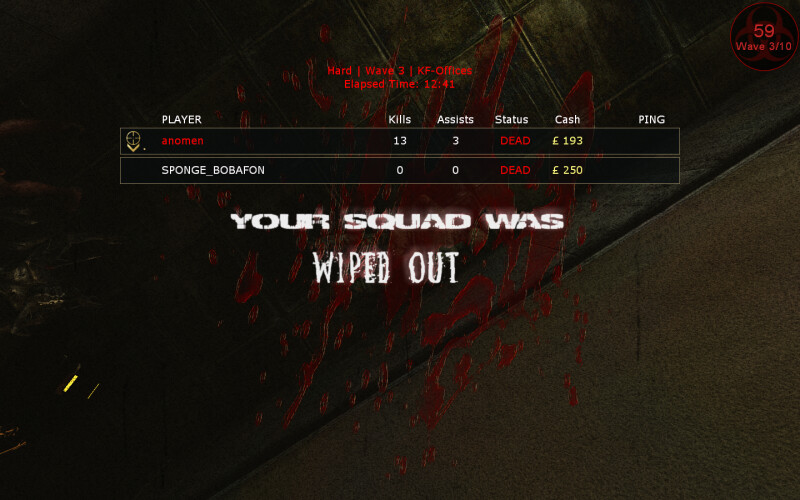 59
Wave 3/10
Hard | Wave 3 | KF-Offices
Elapsed Time: 12:41
PLAYER Kills Assists Status Cash PING
anomen 13 3 DEAD £ 193
SPONGE_BOBAFON 0 0 DEAD £ 250
YOUR SQUAD WAS
WIPED OUT